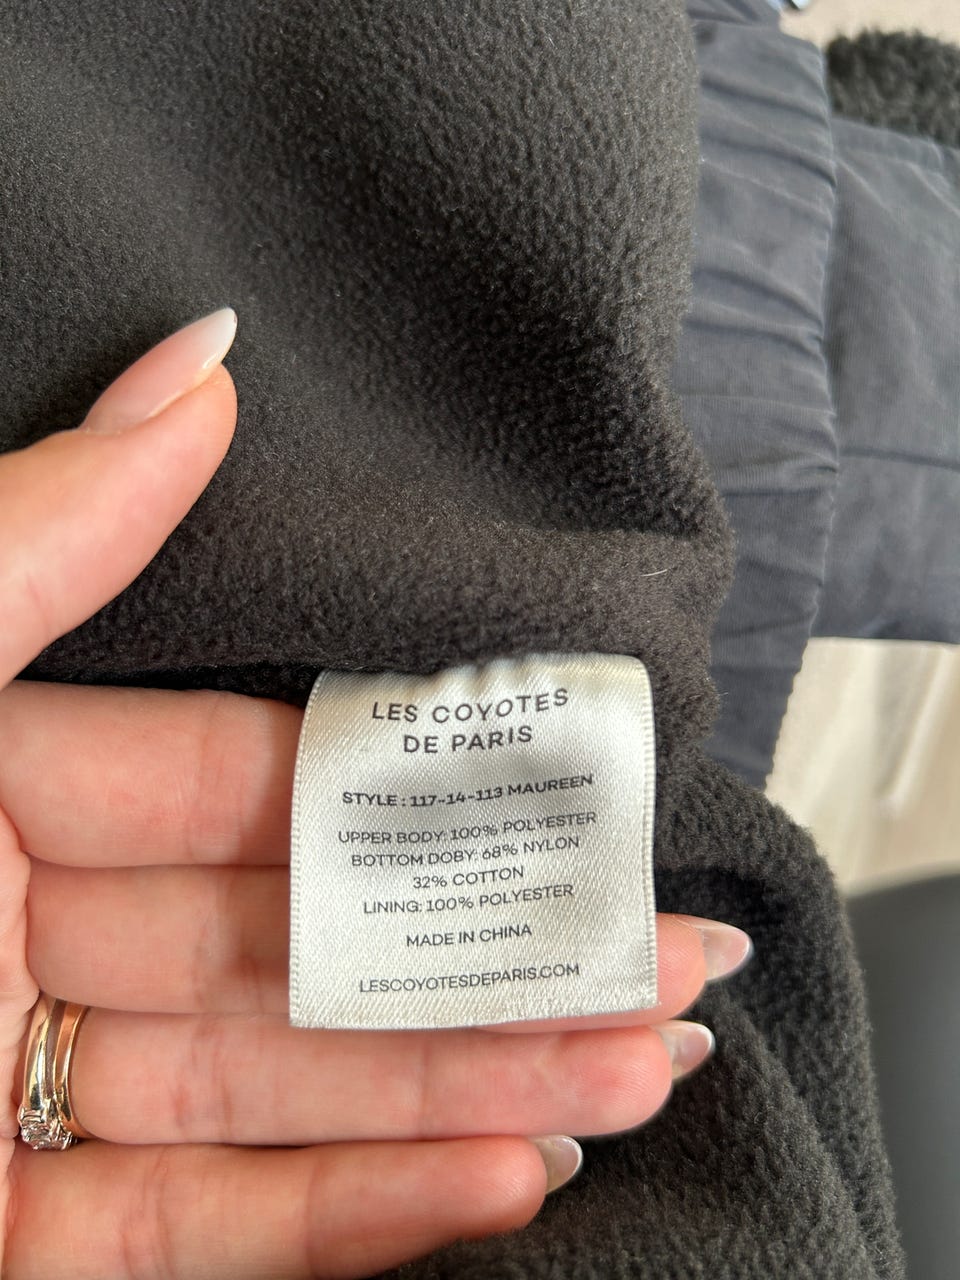 LES COYOTES
DE PARIS
STYLE : 117-14-113 MAUREEN
UPPER BODY: 100% POLYESTER
BOTTOM DOBY: 68% NYLON
32% COTTON
LINING: 100% POLYESTER
MADE IN CHINA
LESCOYOTESDEPARIS.COM